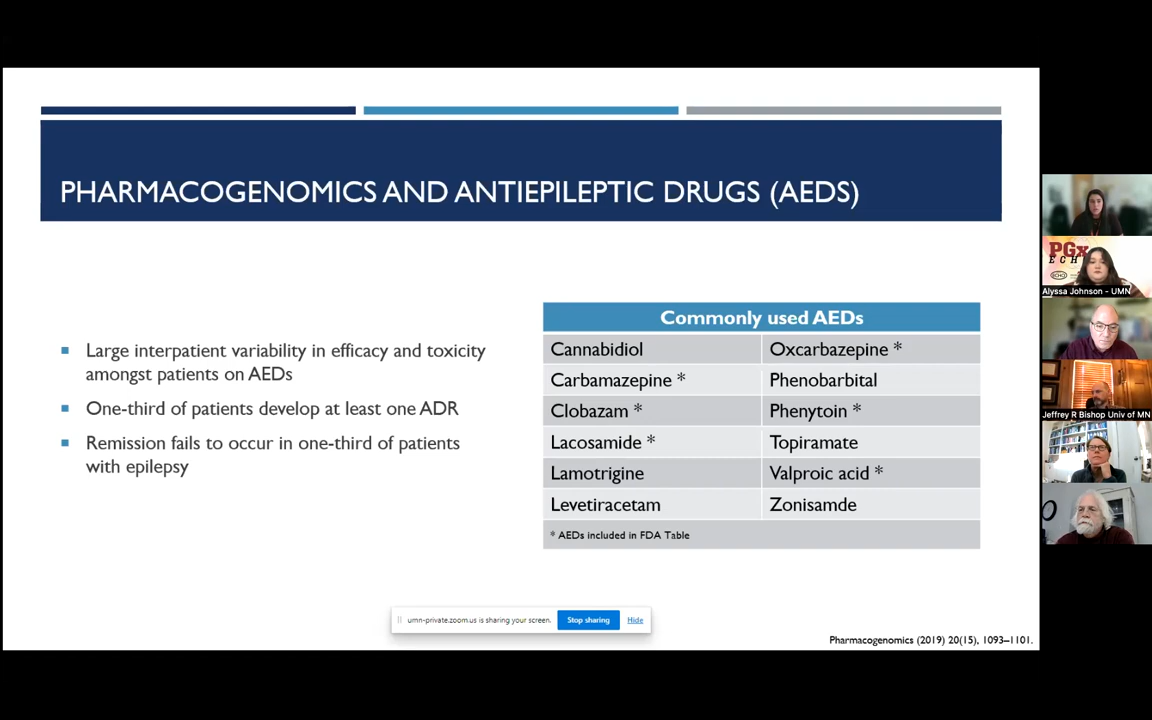 PHARMACOGENOMICS AND ANTIEPILEPTIC DRUGS (AEDS)
Large interpatient variability in efficacy and toxicity
amongst patients on AEDs
One-third of patients develop at least one ADR
Remission fails to occur in one-third of patients
with epilepsy
Commonly used AEDs
Cannabidiol Oxcarbazepine *
Carbamazepine * Phenobarbital
Clobazam * Phenytoin *
Lacosamide * Topiramate
Lamotrigine Valproic acid *
Levetiracetam Zonisamde
* AEDs included in FDA Table
umn-private.zoom.us is sharing your screen. Stop sharing Hide
Pharmacogenomics (2019) 20(15), 1093–1101.
PGx
ECH
Alyssa Johnson - UMN
Jeffrey R Bishop Univ of MN